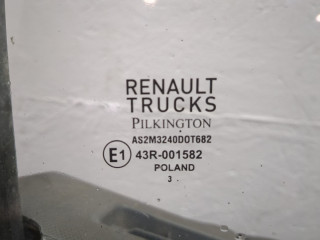 RENAULT
TRUCKS
PILKINGTON
AS2M3240DOT682
E1 43R-001582
POLAND
3